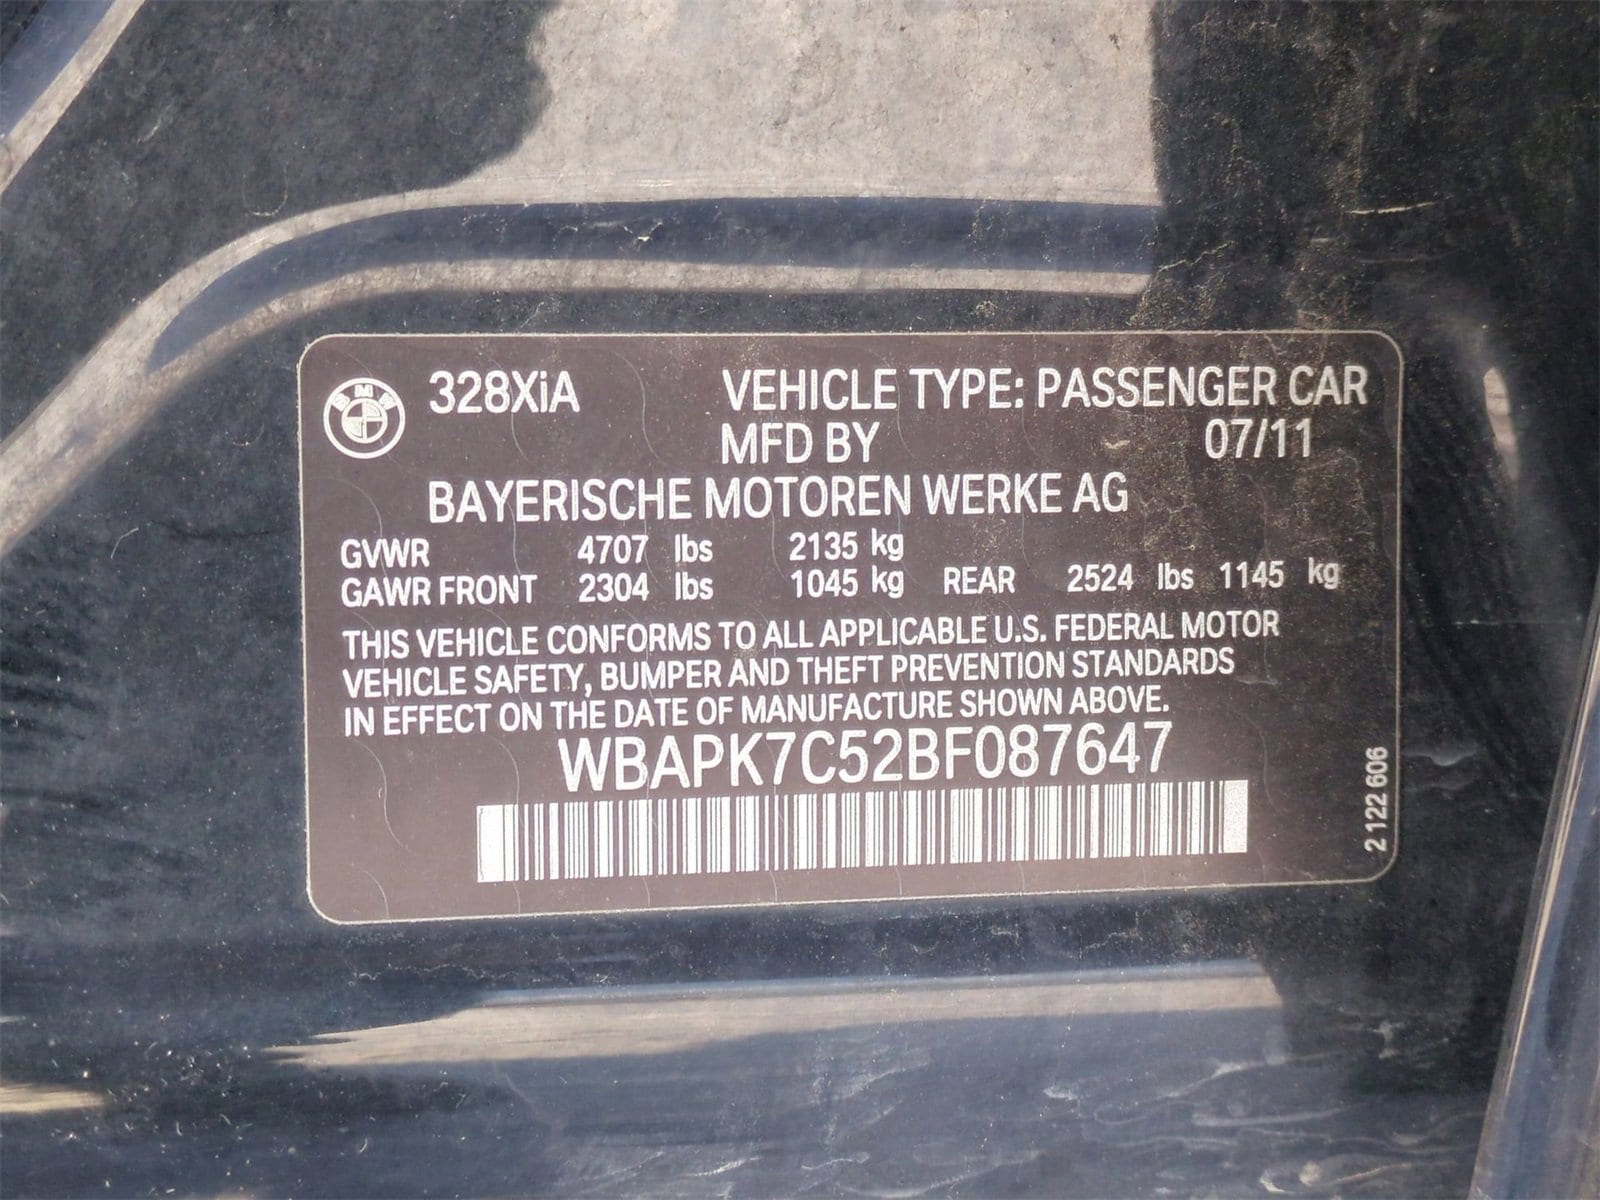 BMW 328XiA VEHICLE TYPE: PASSENGER CAR
MFD BY 07/11
BAYERISCHE MOTOREN WERKE AG
GVWR 4707 lbs 2135 kg
GAWR FRONT 2304 lbs 1045 kg REAR 2524 lbs 1145 kg
THIS VEHICLE CONFORMS TO ALL APPLICABLE U.S. FEDERAL MOTOR
VEHICLE SAFETY, BUMPER AND THEFT PREVENTION STANDARDS
IN EFFECT ON THE DATE OF MANUFACTURE SHOWN ABOVE.
WBAPK7C52BF087647
2 122 606